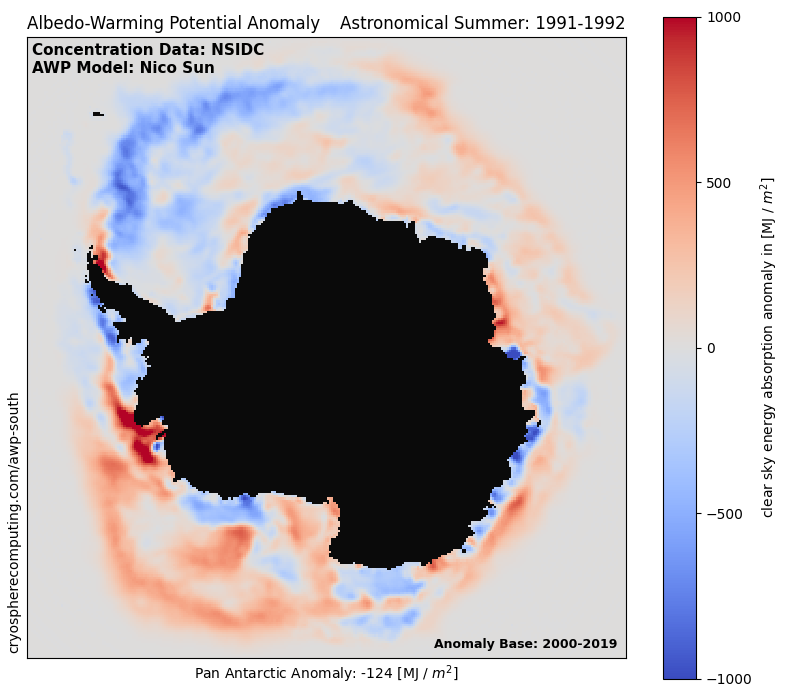 Albedo-Warming Potential Anomaly    Astronomical Summer: 1991-1992
Concentration Data: NSIDC
AWP Model: Nico Sun
Anomaly Base: 2000-2019
Pan Antarctic Anomaly: -124 [MJ / m²]
cryospherecomputing.com/awp-south
1000
500
0
−500
−1000
clear sky energy absorption anomaly in [MJ / m²]